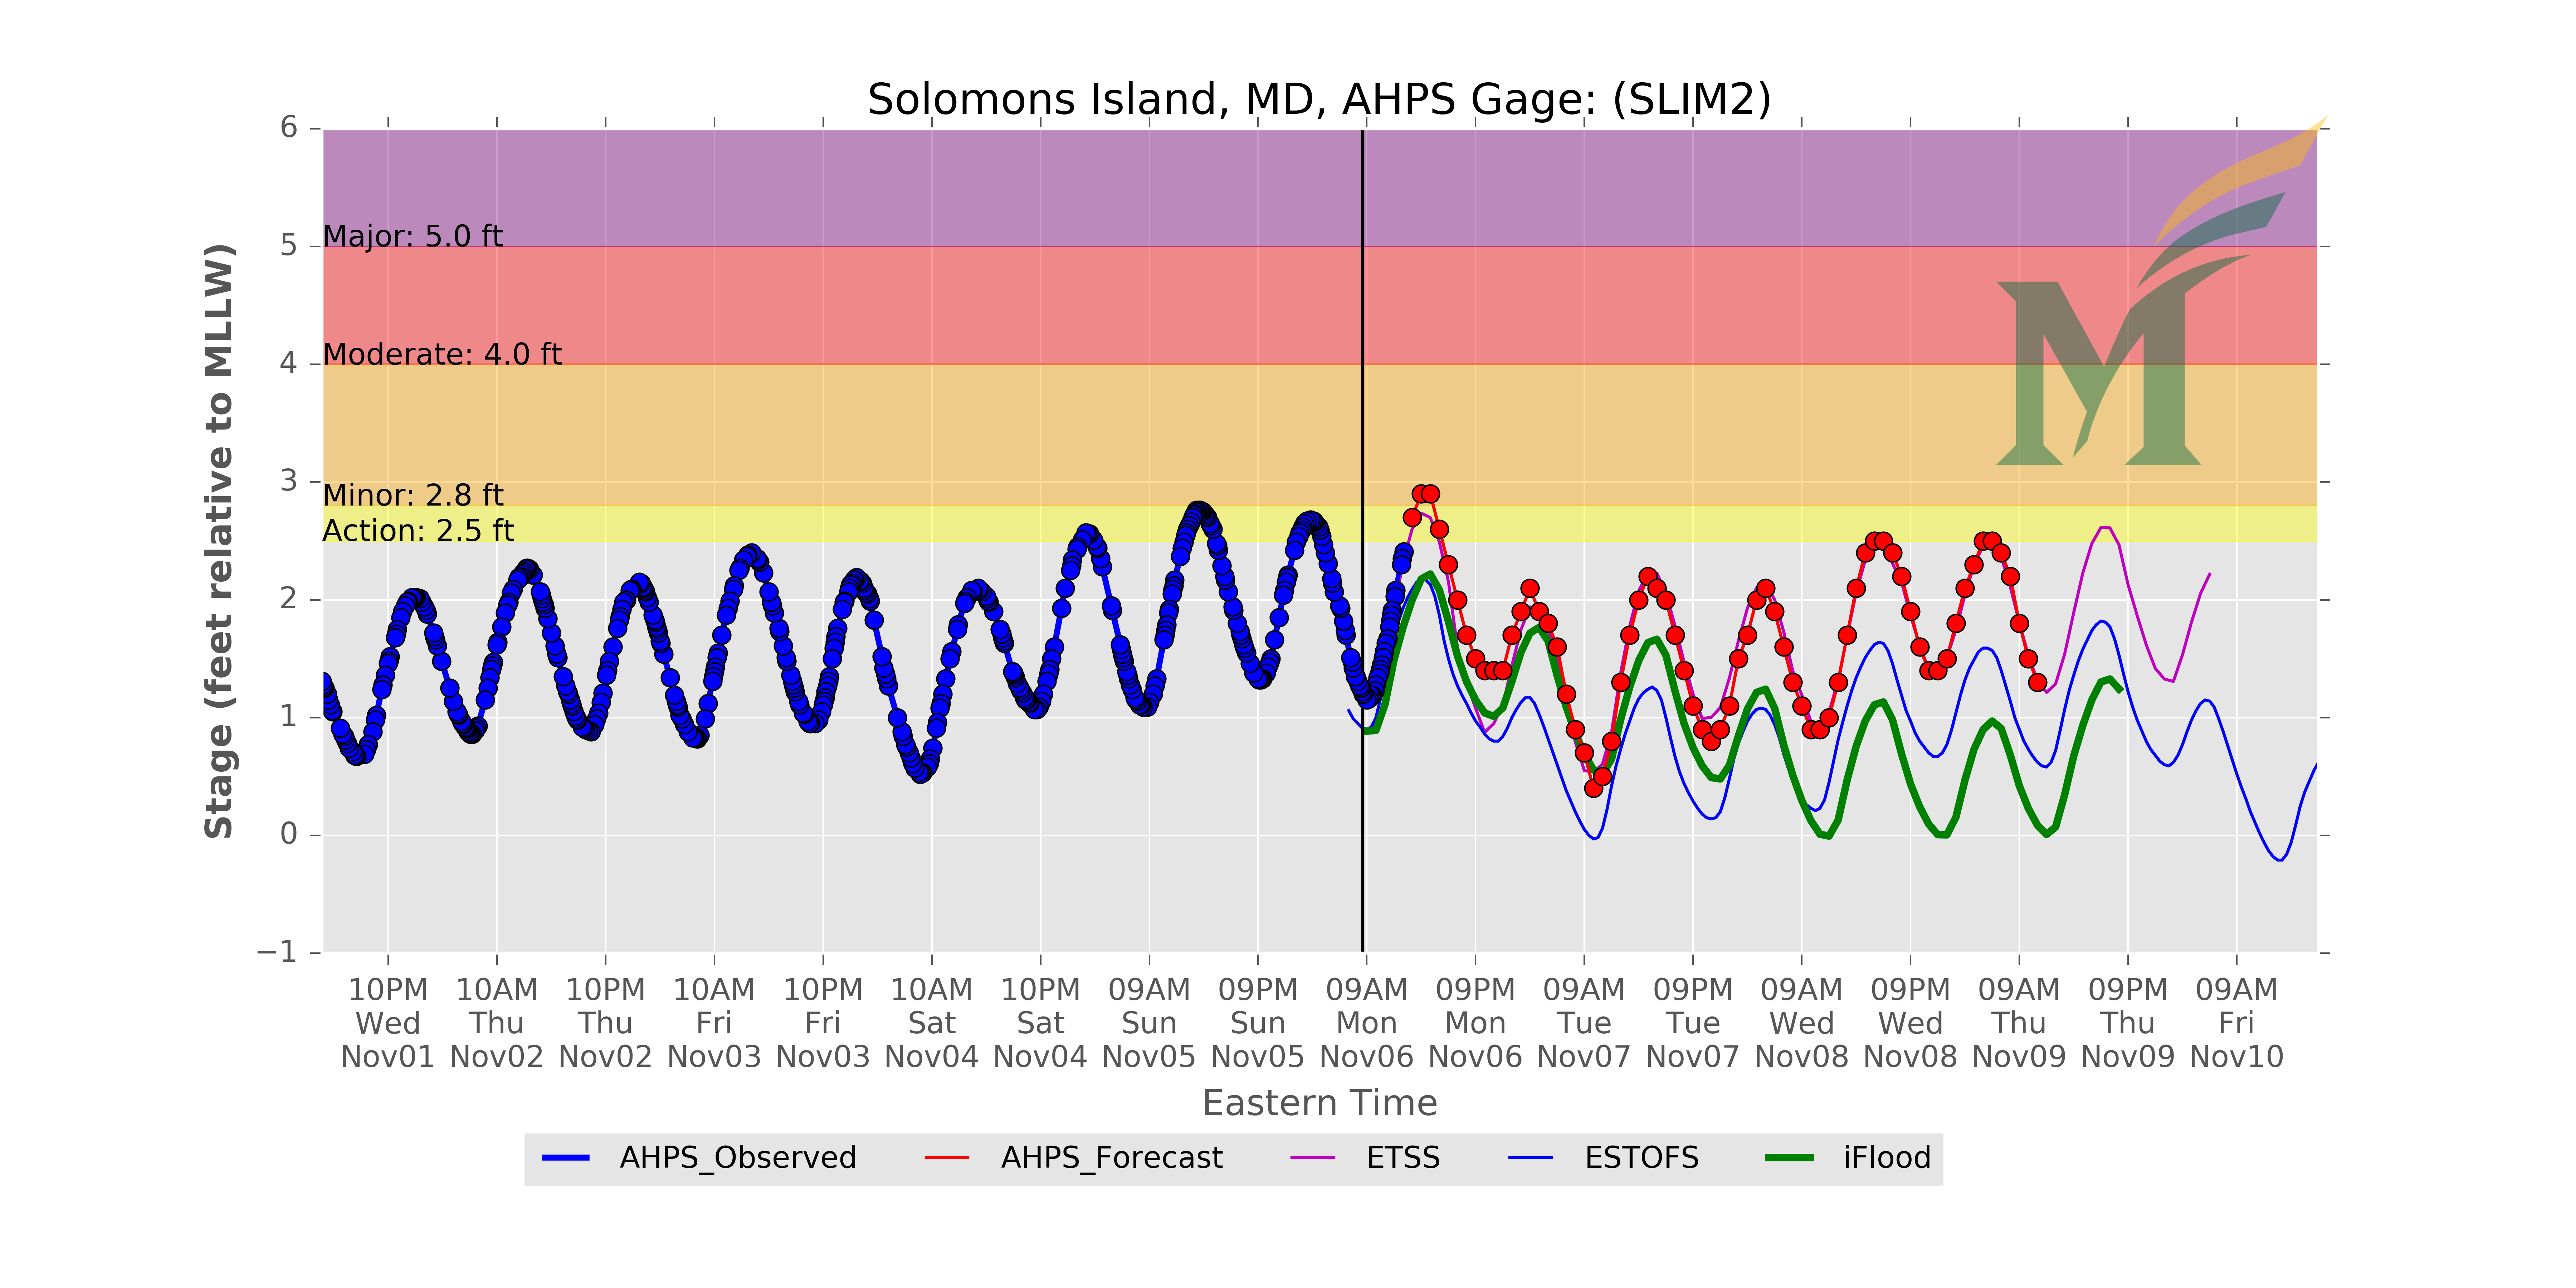 Solomons Island, MD, AHPS Gage: (SLIM2)
Stage (feet relative to MLLW)
6
5
4
3
2
1
0
−1
Major: 5.0 ft
Moderate: 4.0 ft
Minor: 2.8 ft
Action: 2.5 ft
M
10PM 10AM 10PM 10AM 10PM 10AM 10PM 09AM 09PM 09AM 09PM 09AM 09PM 09AM 09PM 09AM 09PM 09AM
Wed Thu Thu Fri Fri Sat Sat Sun Sun Mon Mon Tue Tue Wed Wed Thu Thu Fri
Nov01 Nov02 Nov02 Nov03 Nov03 Nov04 Nov04 Nov05 Nov05 Nov06 Nov06 Nov07 Nov07 Nov08 Nov08 Nov09 Nov09 Nov10
Eastern Time
AHPS_Observed AHPS_Forecast ETSS ESTOFS iFlood